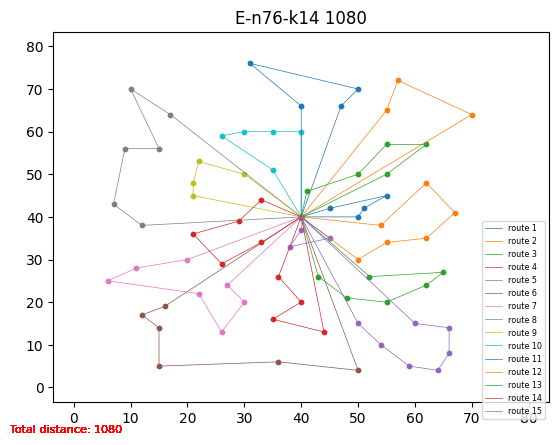 E-n76-k14 1080
80
70
60
50
40
30
20
10
0
route 1
route 2
route 3
route 4
route 5
route 6
route 7
route 8
route 9
route 10
route 11
route 12
route 13
route 14
route 15
0 10 20 30 40 50 60 70 80
Total distance: 1080